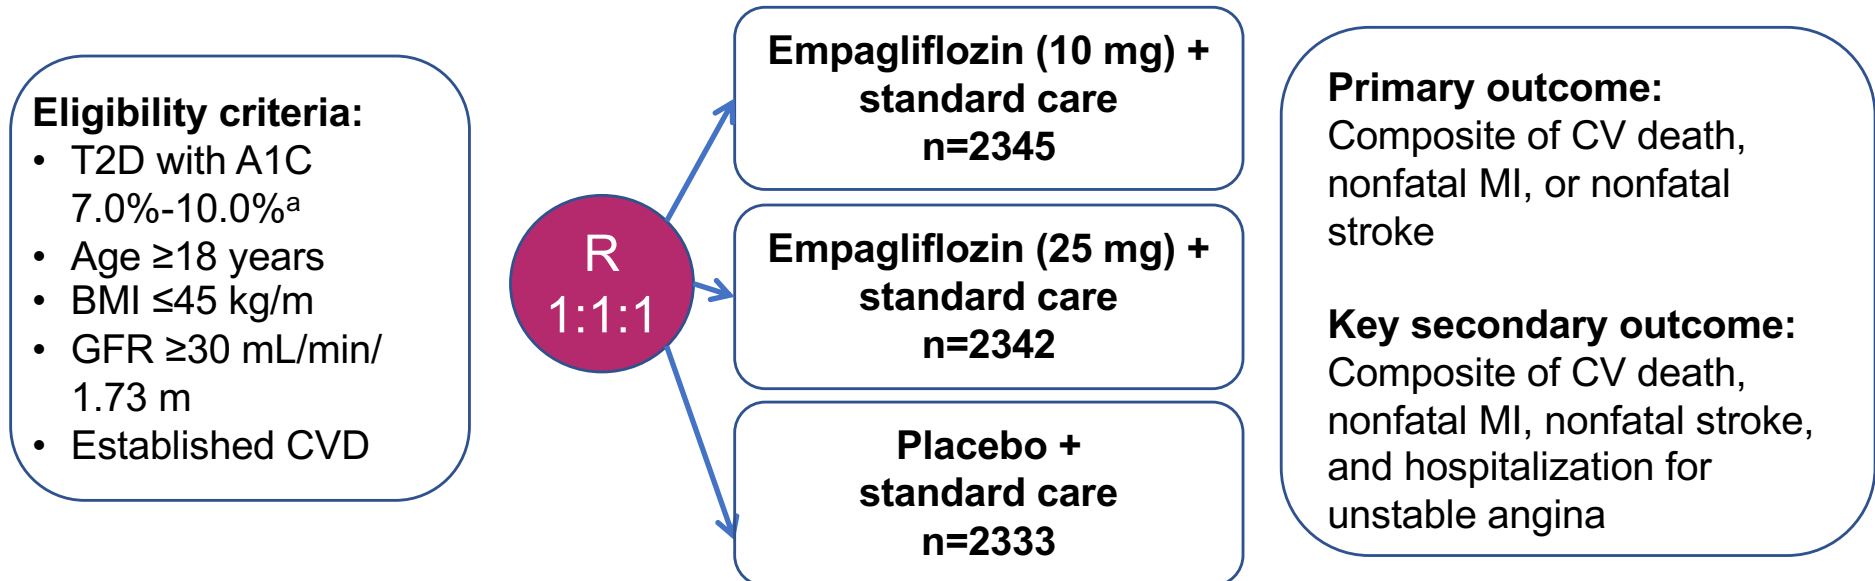 Eligibility criteria:
• T2D with A1C
7.0%-10.0%ᵃ
• Age ≥18 years
• BMI ≤45 kg/m
• GFR ≥30 mL/min/
1.73 m
• Established CVD
R
1:1:1
Empagliflozin (10 mg) +
standard care
n=2345
Empagliflozin (25 mg) +
standard care
n=2342
Placebo +
standard care
n=2333
Primary outcome:
Composite of CV death,
nonfatal MI, or nonfatal
stroke
Key secondary outcome:
Composite of CV death,
nonfatal MI, nonfatal stroke,
and hospitalization for
unstable angina